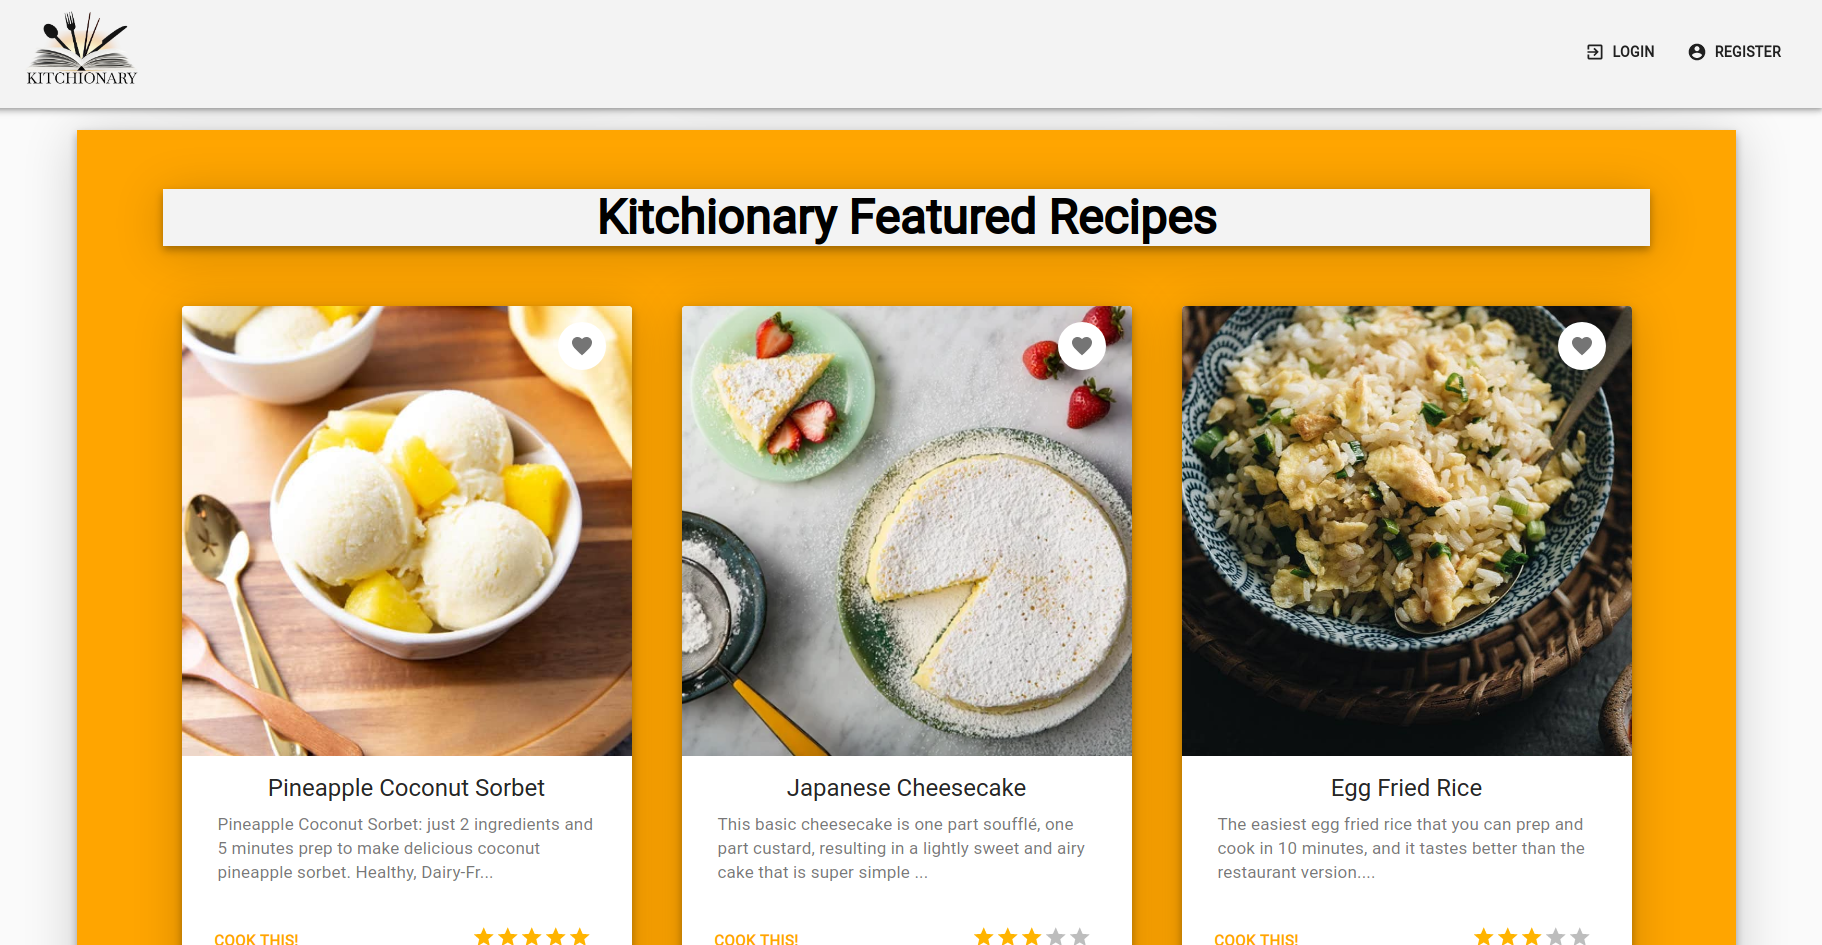 KITCHIONARY
LOGIN
REGISTER
Kitchionary Featured Recipes
Pineapple Coconut Sorbet
Pineapple Coconut Sorbet: just 2 ingredients and
5 minutes prep to make delicious coconut
pineapple sorbet. Healthy, Dairy-Fr...
COOK THIS!
Japanese Cheesecake
This basic cheesecake is one part soufflé, one
part custard, resulting in a lightly sweet and airy
cake that is super simple ...
COOK THIS!
Egg Fried Rice
The easiest egg fried rice that you can prep and
cook in 10 minutes, and it tastes better than the
restaurant version....
COOK THIS!